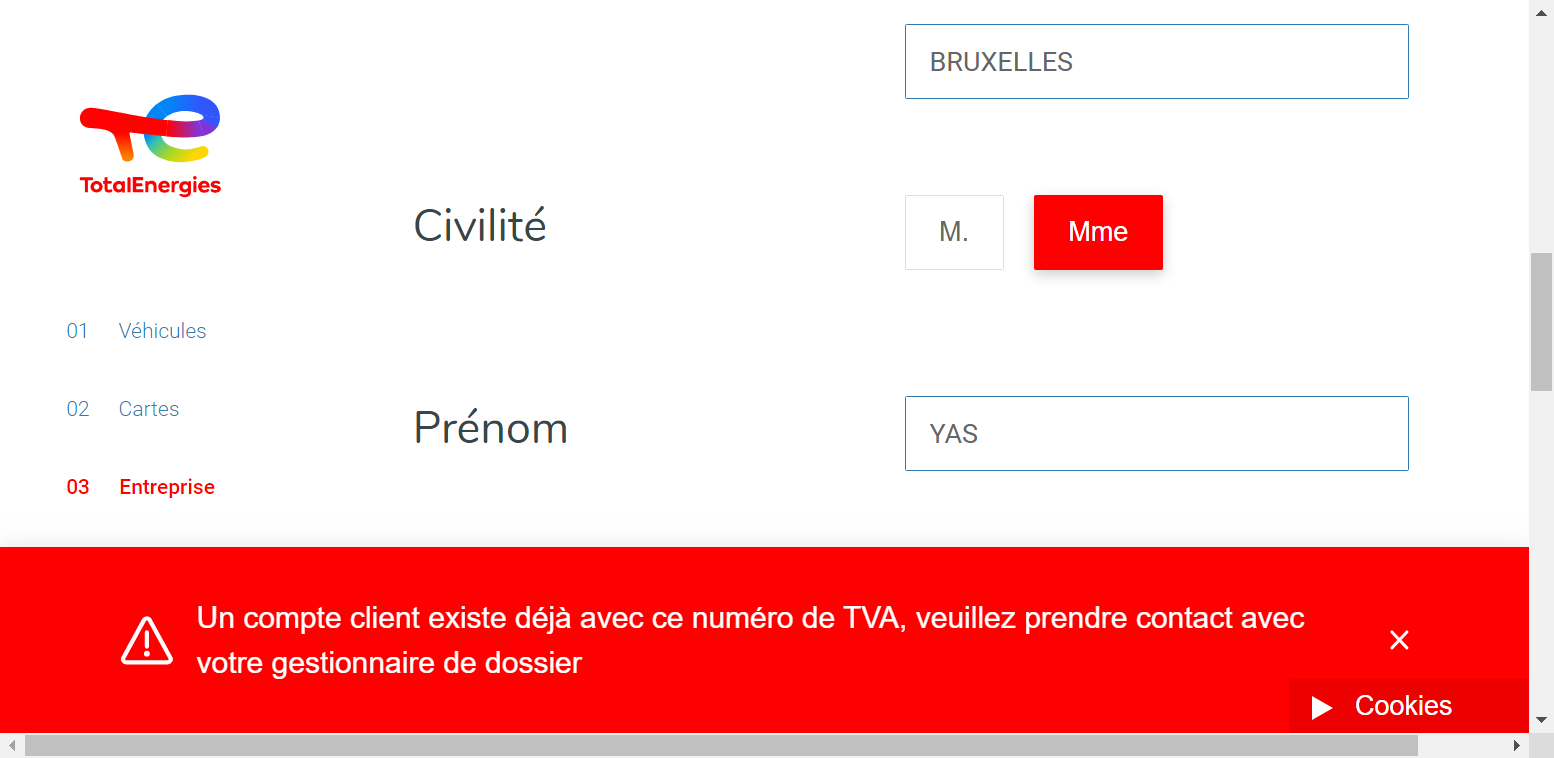 BRUXELLES
TotalEnergies
Civilité
M.
Mme
01 Véhicules
02 Cartes
Prénom
YAS
03 Entreprise
Un compte client existe déjà avec ce numéro de TVA, veuillez prendre contact avec
votre gestionnaire de dossier
Cookies